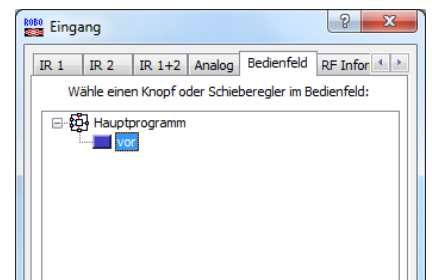 ROBO Eingang
IR 1 IR 2 IR 1+2 Analog Bedienfeld RF Infor
Wähle einen Knopf oder Schieberegler im Bedienfeld:
Hauptprogramm
vor